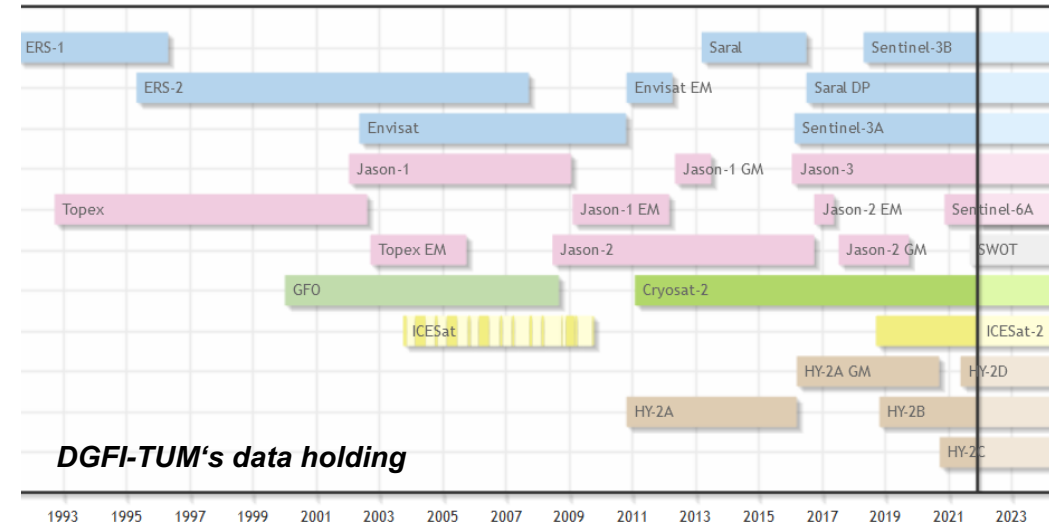 ERS-1 Saral Sentinel-3B
ERS-2 Envisat EM Saral DP
Envisat Sentinel-3A
Jason-1 Jason-1 GM Jason-3
Topex Jason-1 EM Jason-2 EM Sentinel-6A
Topex EM Jason-2 Jason-2 GM SWOT
GFO Cryosat-2
ICESat ICESat-2
HY-2A GM HY-2D
HY-2A HY-2B
DGFI-TUM‘s data holding HY-2C
1993 1995 1997 1999 2001 2003 2005 2007 2009 2011 2013 2015 2017 2019 2021 2023